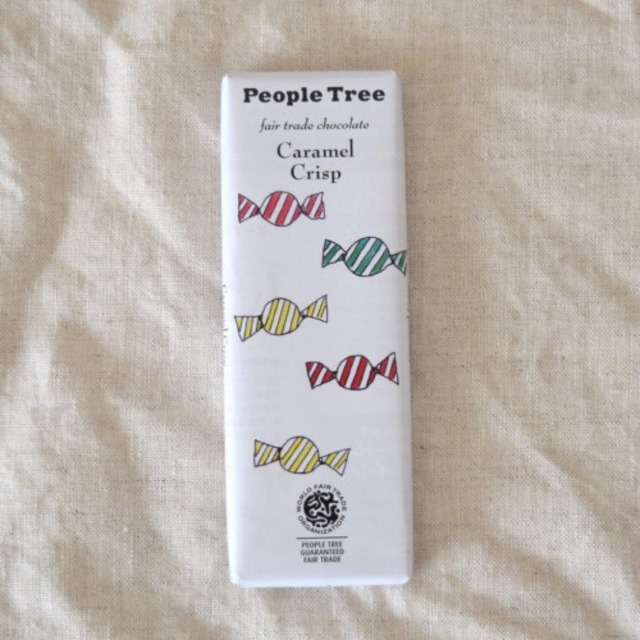 People Tree
fair trade chocolate
Caramel
Crisp
WORLD FAIR TRADE
ORGANIZATION
PEOPLE TREE
GUARANTEED
FAIR TRADE